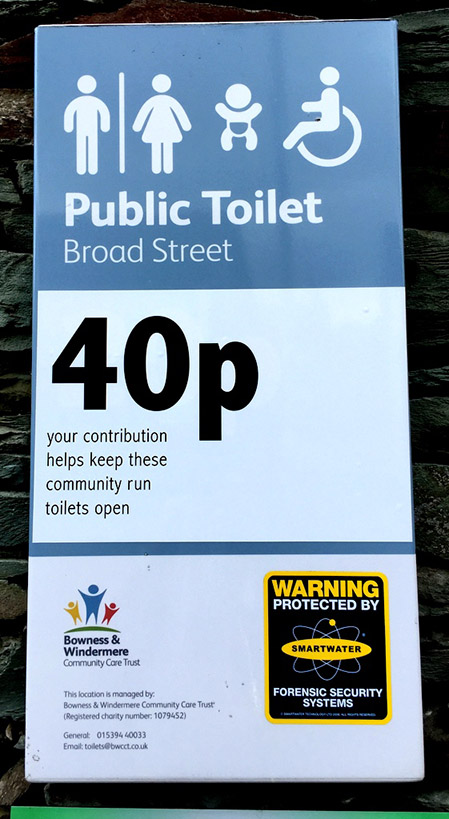 Public Toilet
Broad Street
40p
your contribution
helps keep these
community run
toilets open
Bowness &
Windermere
Community Care Trust
This location is managed by:
Bowness & Windermere Community Care Trust
(Registered charity number: 1079452)
General: 015394 40033
Email: toilets@bwcct.co.uk
WARNING
PROTECTED BY
SMARTWATER
FORENSIC SECURITY
SYSTEMS